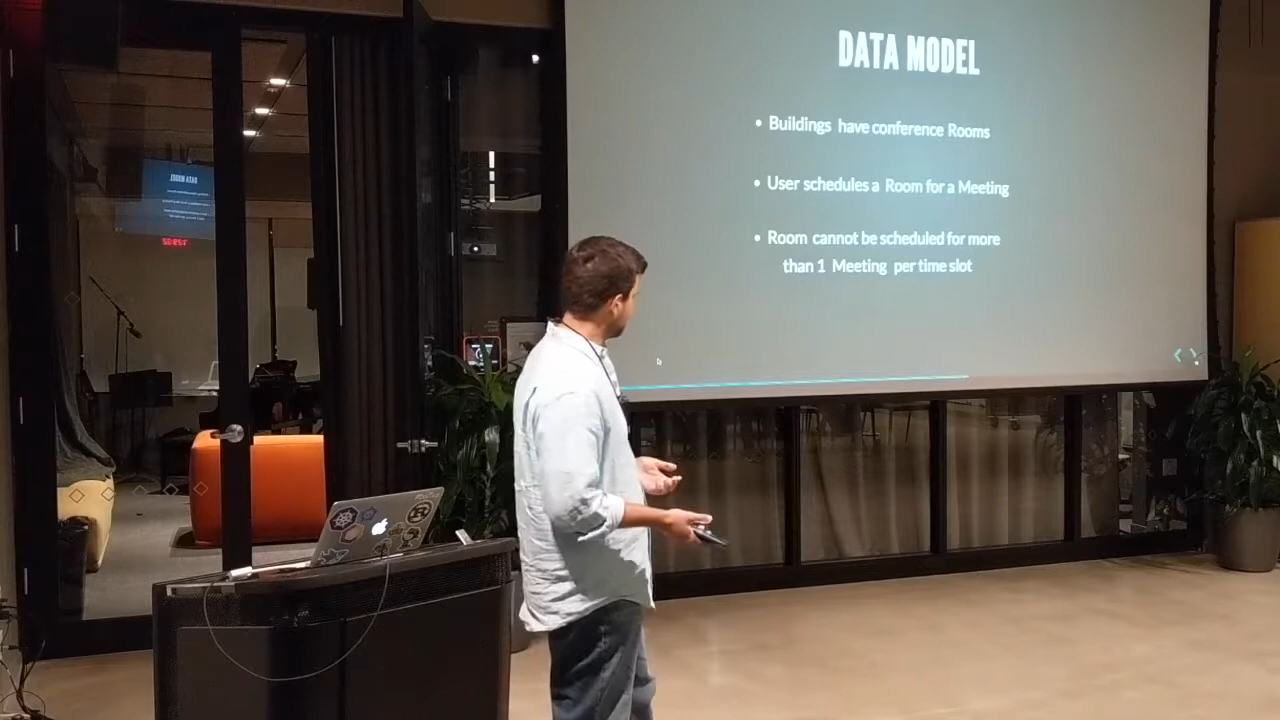 DATA MODEL
• Buildings have conference Rooms
• User schedules a Room for a Meeting
• Room cannot be scheduled for more
than 1 Meeting per time slot